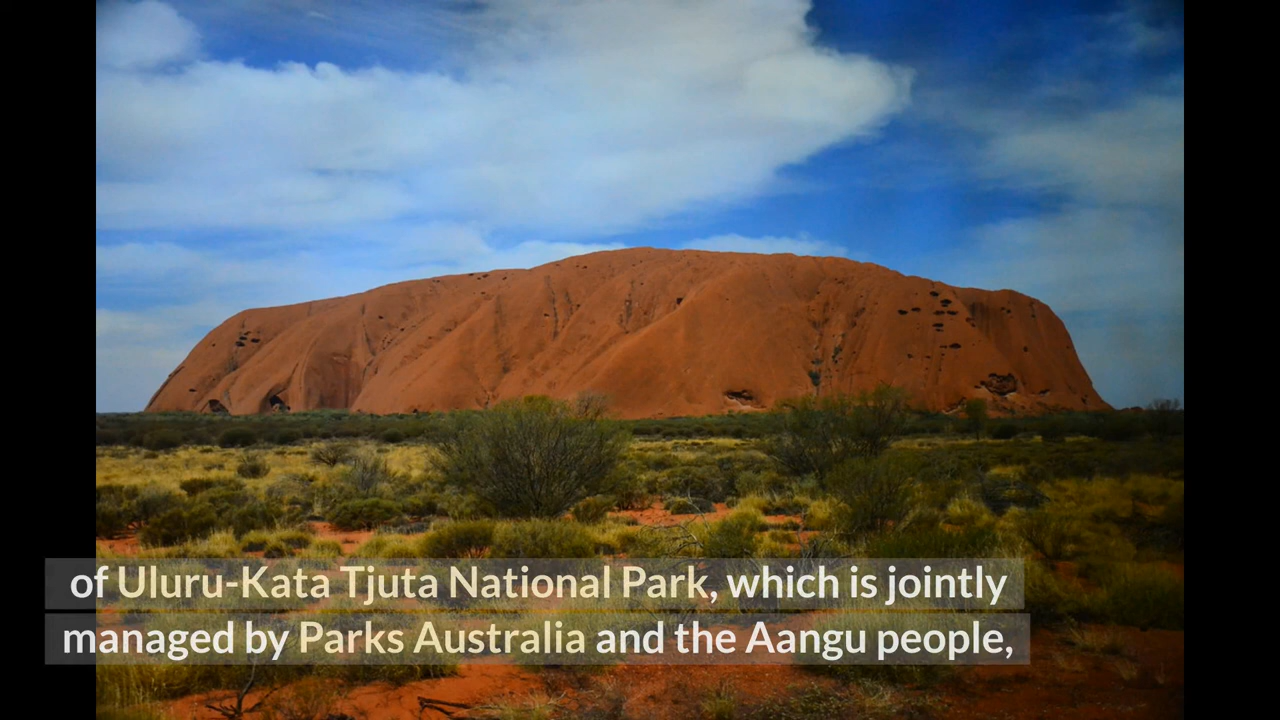 of Uluru-Kata Tjuta National Park, which is jointly
managed by Parks Australia and the Aangu people,